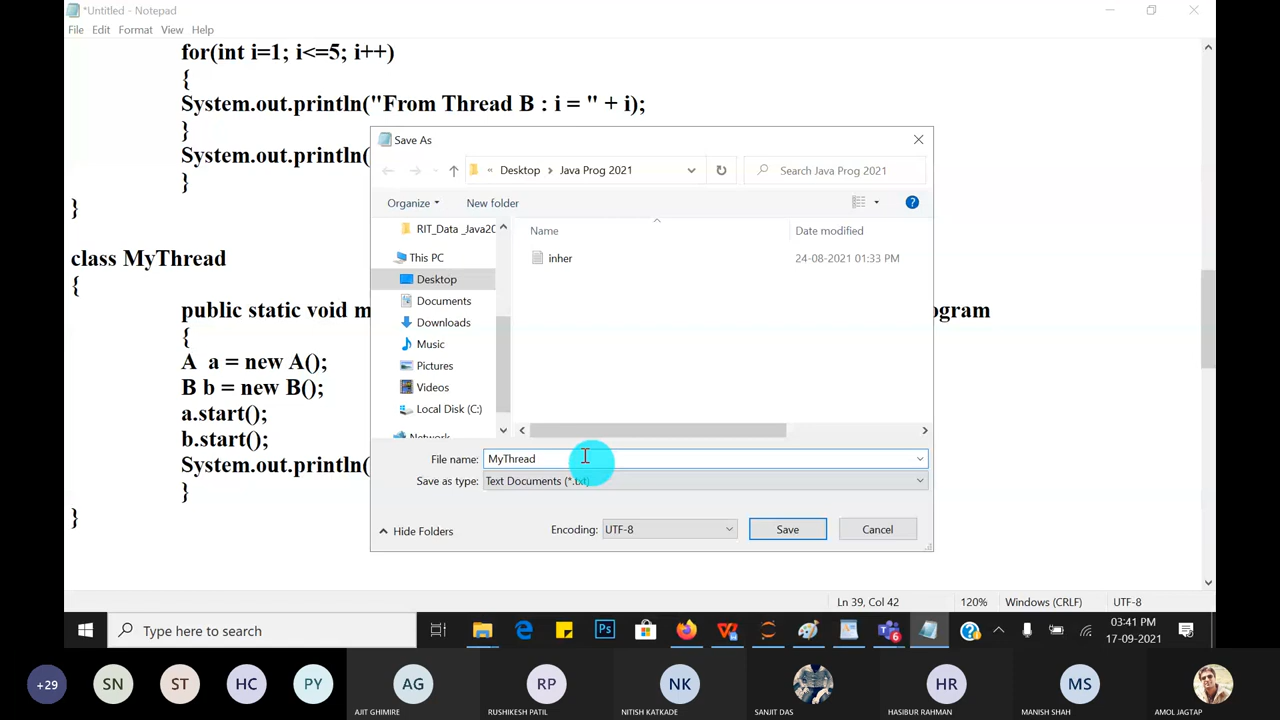 *Untitled - Notepad
File Edit Format View Help
for(int i=1; i<=5; i++)
{
System.out.println("From Thread B : i = " + i);
}
System.out.println(
}
}
class MyThread
{
public static void m
ogram
{
A a = new A();
B b = new B();
a.start();
b.start();
System.out.println(
}
}
Save As
« Desktop > Java Prog 2021
Search Java Prog 2021
Organize
New folder
RIT_Data _Java20
This PC
Desktop
Documents
Downloads
Music
Pictures
Videos
Local Disk (C:)
Network
Name Date modified
inher 24-08-2021 01:33 PM
File name: MyThread
Save as type: Text Documents (*.txt)
Hide Folders
Encoding: UTF-8
Save
Cancel
Ln 39, Col 42 120% Windows (CRLF) UTF-8
Type here to search
Ps
6
03:41 PM
17-09-2021
+29 SN ST HC PY AG RP NK HR MS
AJIT GHIMIRE RUSHIKESH PATIL NITISH KATKADE SANJIT DAS HASIBUR RAHMAN MANISH SHAH AMOL JAGTAP